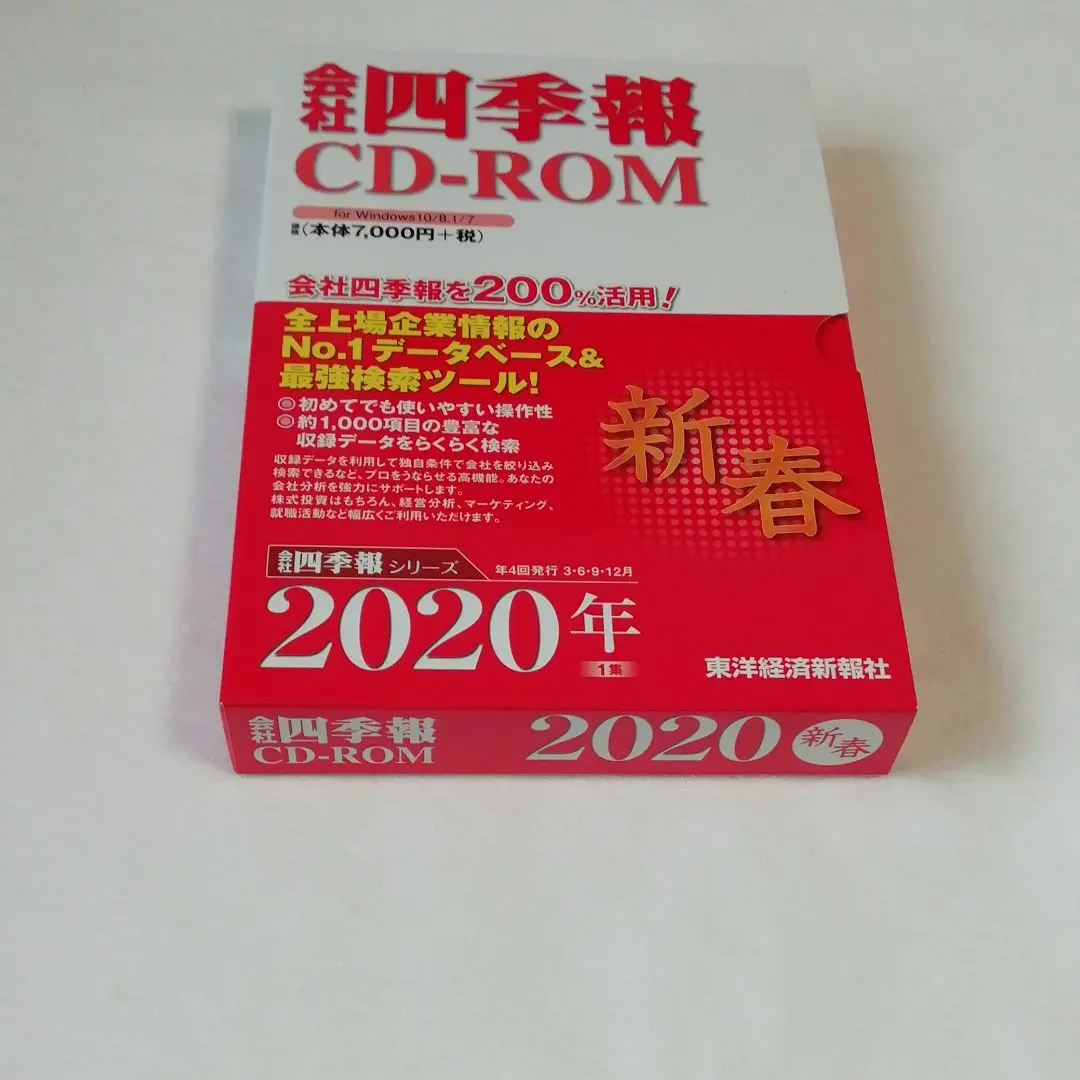 会社四季報
CD-ROM
for Windows10/8.1/7
価格(本体7,000円+税)
会社四季報を200%活用!
全上場企業情報の
No.1データベース&
最強検索ツール!
◎初めてでも使いやすい操作性
◎約1,000項目の豊富な
収録データをらくらく検索
収録データを利用して独自条件で会社を絞り込み
検索できるなど、プロをうならせる高機能。あなたの
会社分析を強力にサポートします。
株式投資はもちろん、経営分析、マーケティング、
就職活動など幅広くご利用いただけます。
新春
会社四季報シリーズ
年4回発行 3・6・9・12月
2020年
1集
東洋経済新報社
会社四季報
CD-ROM
2020
新春